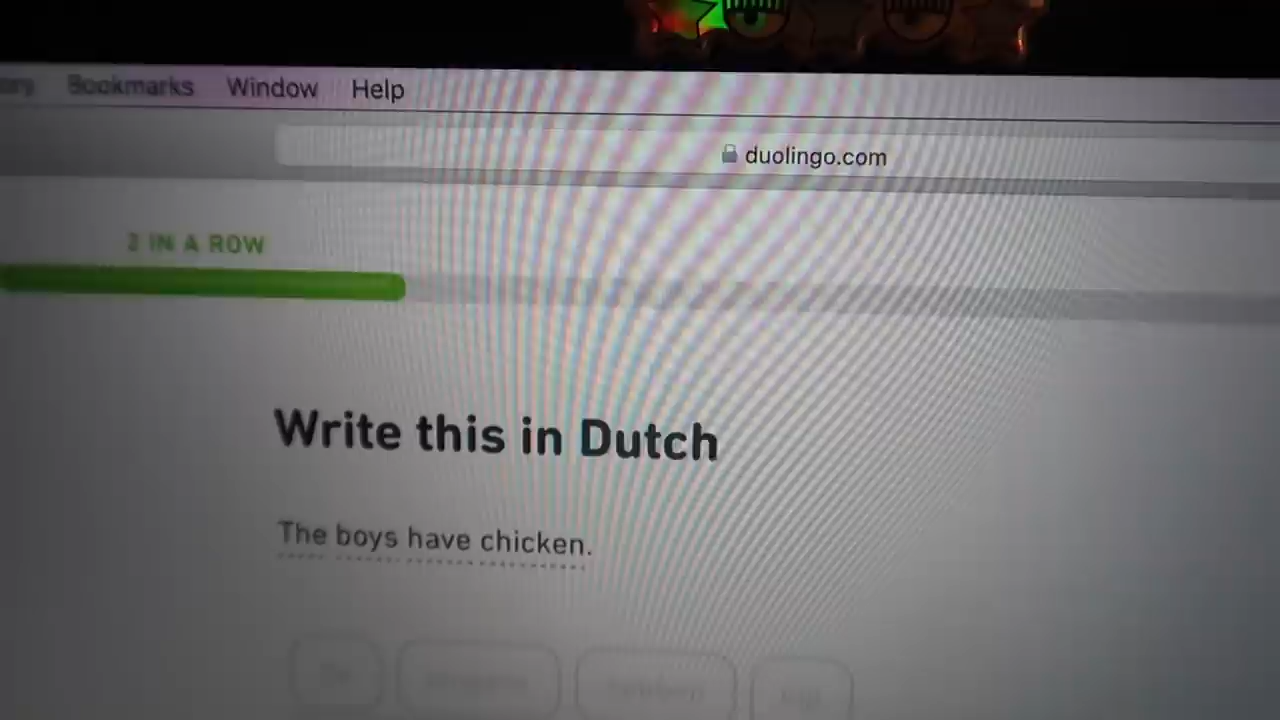 Bookmarks Window Help
duolingo.com
2 IN A ROW
Write this in Dutch
The boys have chicken.